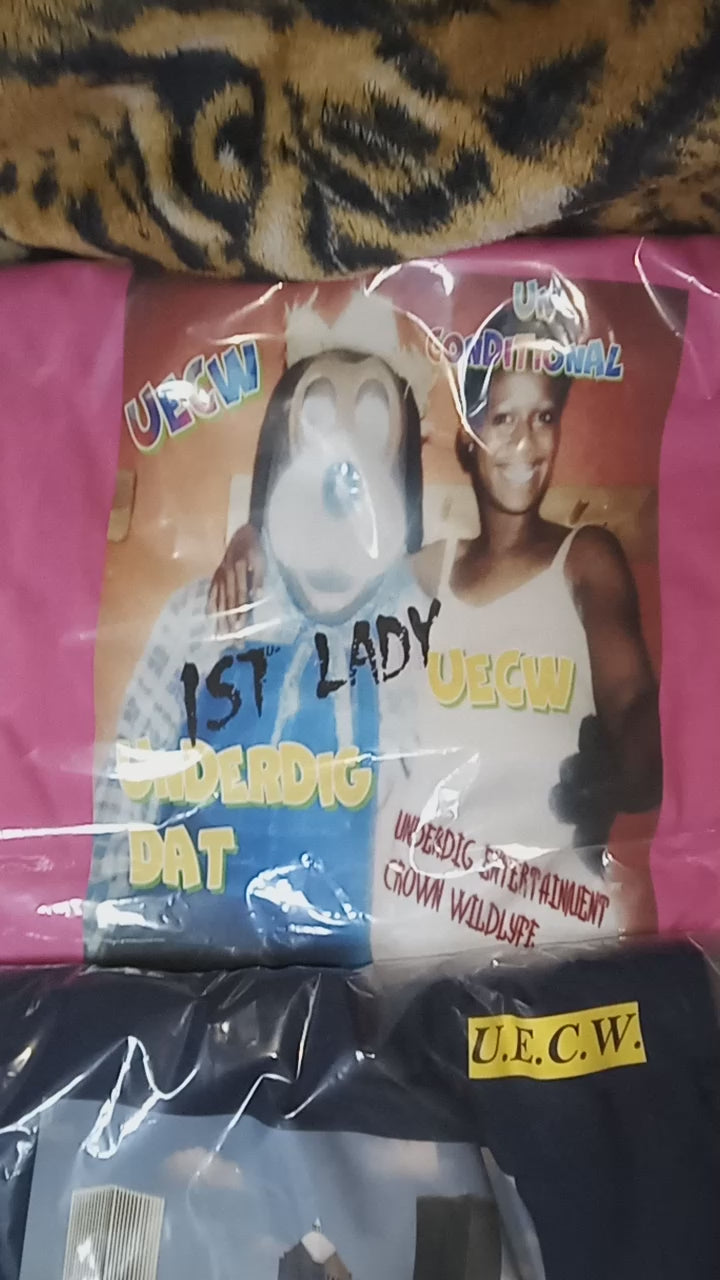 UECW
UN
CONDITIONAL
1ST LADY
UECW
UNDERDIG
DAT
UNDERDIG ENTERTAINMENT
CROWN WILDLYFE
U.E.C.W.